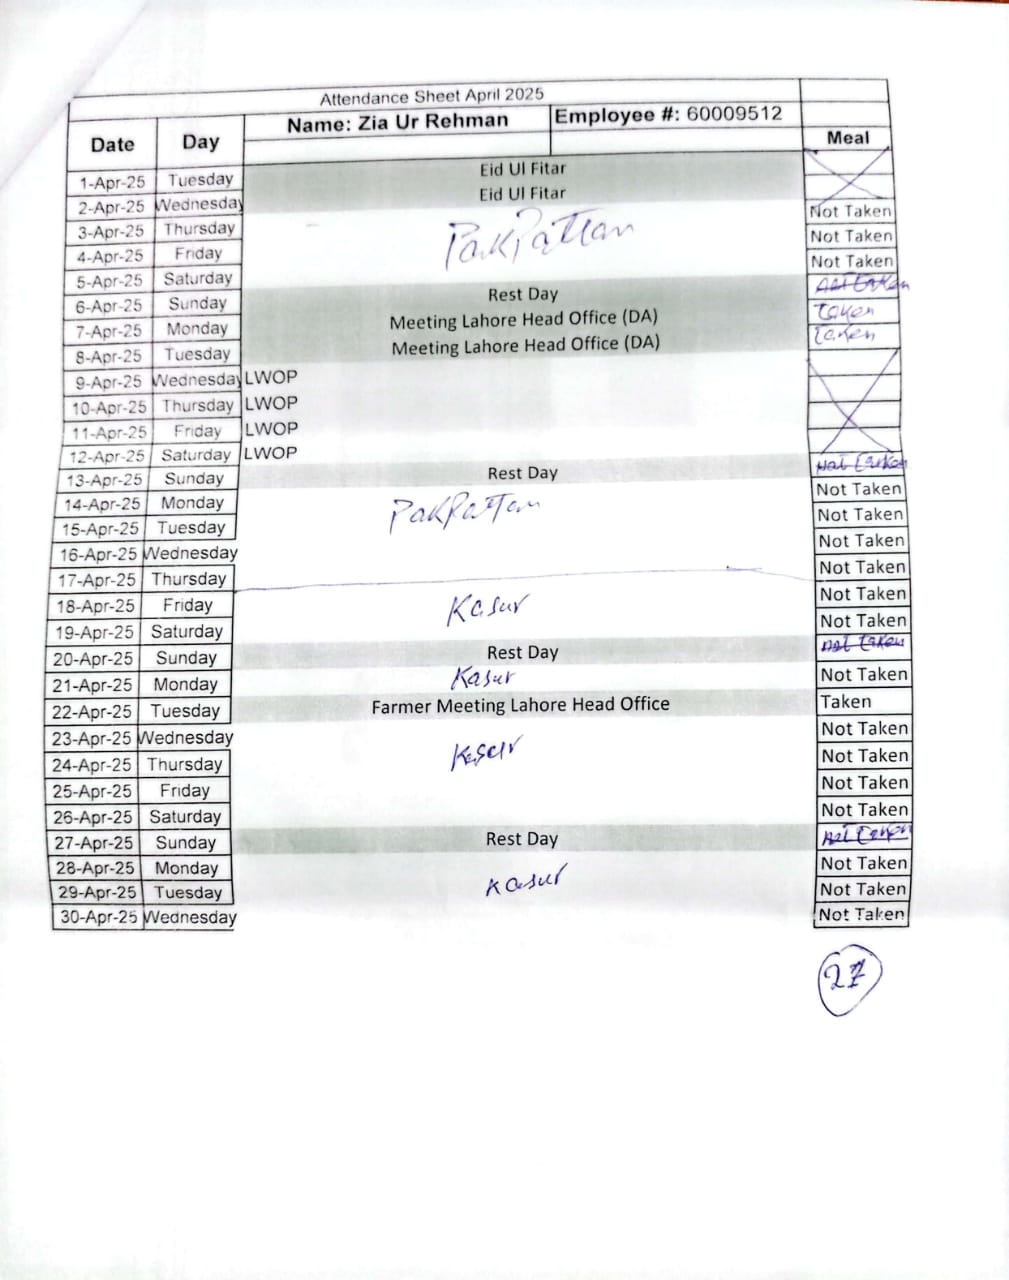 Attendance Sheet April 2025
Date Day Name: Zia Ur Rehman Employee #: 60009512 Meal
1-Apr-25 Tuesday Eid Ul Fitar
2-Apr-25 Wednesday Eid Ul Fitar
3-Apr-25 Thursday Not Taken
4-Apr-25 Friday PakPattan Not Taken
5-Apr-25 Saturday Not Taken
6-Apr-25 Sunday Rest Day Not Taken
7-Apr-25 Monday Meeting Lahore Head Office (DA) Taken
8-Apr-25 Tuesday Meeting Lahore Head Office (DA) Taken
9-Apr-25 Wednesday LWOP
10-Apr-25 Thursday LWOP
11-Apr-25 Friday LWOP
12-Apr-25 Saturday LWOP
13-Apr-25 Sunday Rest Day Not Taken
14-Apr-25 Monday PakPattan Not Taken
15-Apr-25 Tuesday Not Taken
16-Apr-25 Wednesday Not Taken
17-Apr-25 Thursday Not Taken
18-Apr-25 Friday Kasur Not Taken
19-Apr-25 Saturday Not Taken
20-Apr-25 Sunday Rest Day Not Taken
21-Apr-25 Monday Kasur Not Taken
22-Apr-25 Tuesday Farmer Meeting Lahore Head Office Taken
23-Apr-25 Wednesday Not Taken
24-Apr-25 Thursday Kasur Not Taken
25-Apr-25 Friday Not Taken
26-Apr-25 Saturday Not Taken
27-Apr-25 Sunday Rest Day Not Taken
28-Apr-25 Monday Not Taken
29-Apr-25 Tuesday Kasur Not Taken
30-Apr-25 Wednesday Not Taken
27